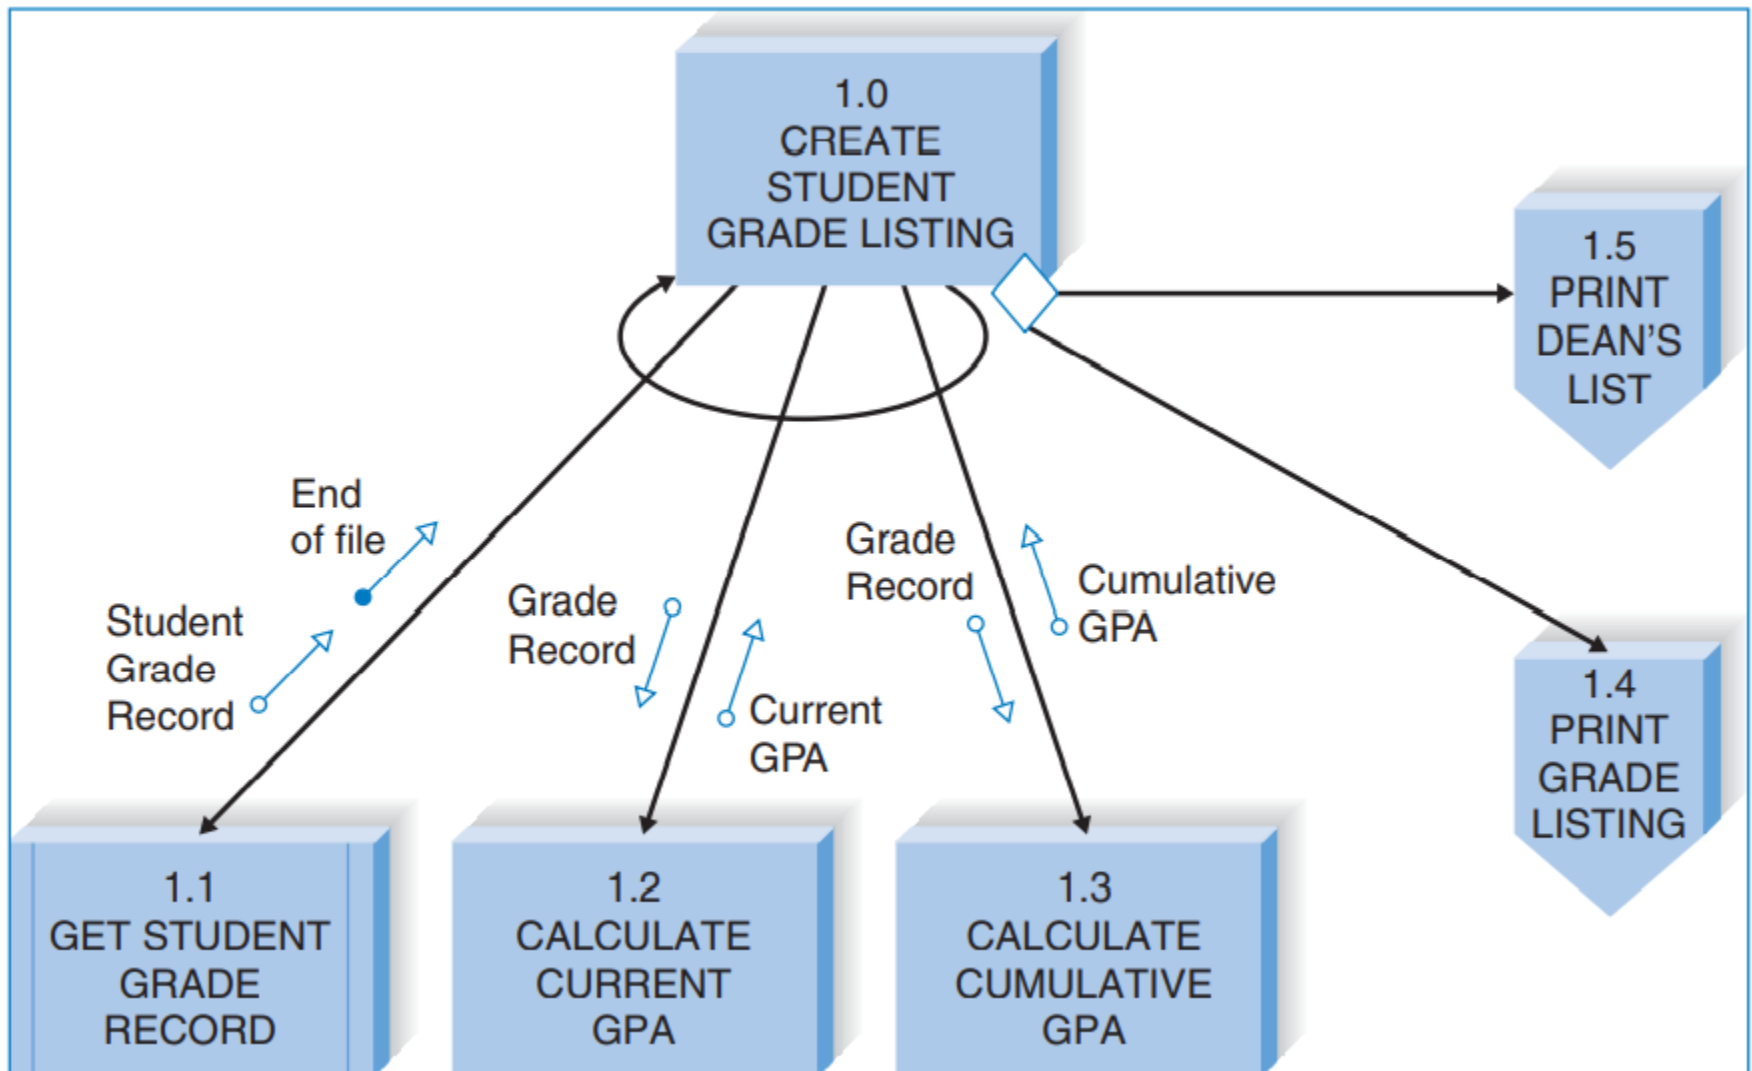 1.0
CREATE
STUDENT
GRADE LISTING
1.5
PRINT
DEAN'S
LIST
End
of file
Student
Grade
Record
Grade
Record
Current
GPA
Grade
Record
Cumulative
GPA
1.4
PRINT
GRADE
LISTING
1.1
GET STUDENT
GRADE
RECORD
1.2
CALCULATE
CURRENT
GPA
1.3
CALCULATE
CUMULATIVE
GPA